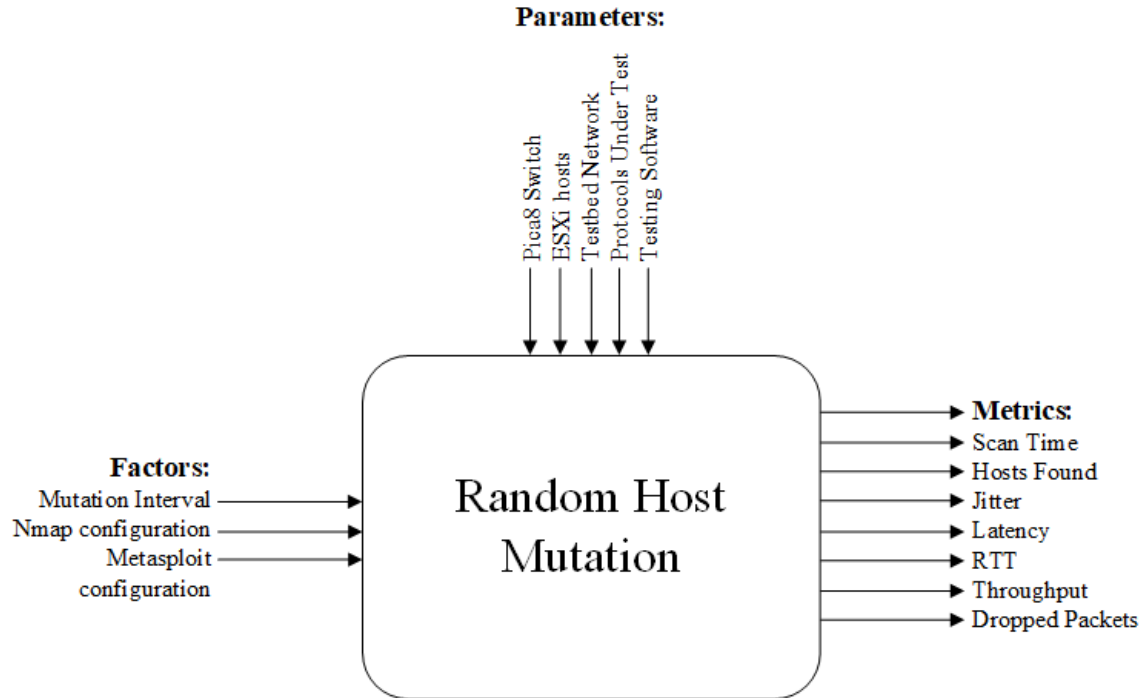 Parameters:
Pica8 Switch
ESXi hosts
Testbed Network
Protocols Under Test
Testing Software
Factors:
Mutation Interval
Nmap configuration
Metasploit
configuration
Random Host
Mutation
Metrics:
Scan Time
Hosts Found
Jitter
Latency
RTT
Throughput
Dropped Packets